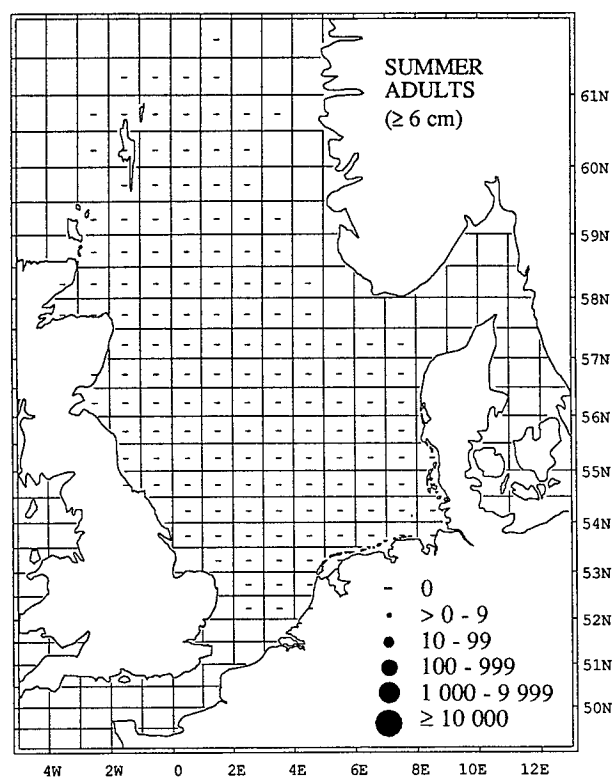 SUMMER
ADULTS
(≥ 6 cm)
61N
60N
59N
58N
57N
56N
55N
54N
53N
52N
51N
50N
- 0
• > 0 - 9
● 10 - 99
● 100 - 999
● 1 000 - 9 999
● ≥ 10 000
4W 2W 0 2E 4E 6E 8E 10E 12E